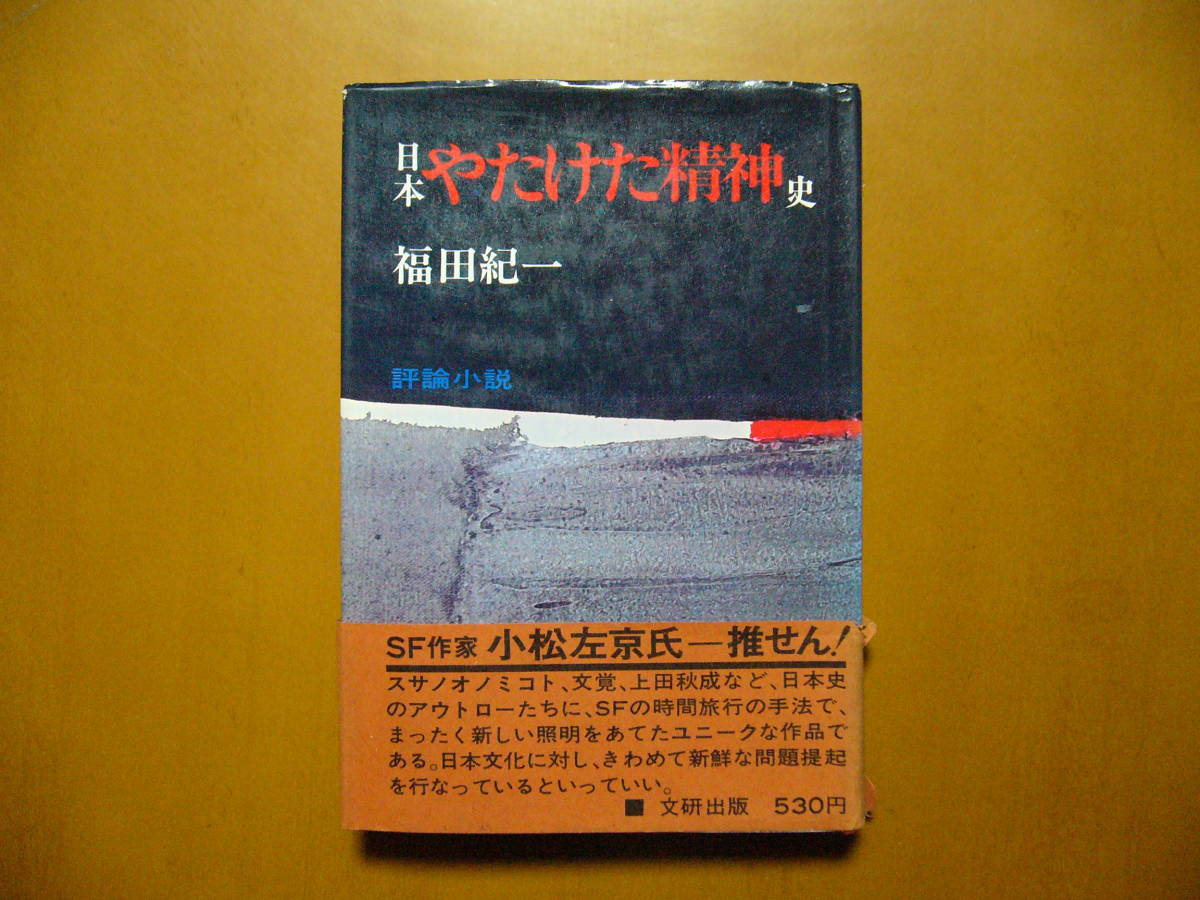 日本やたけた精神史
福田紀一
評論小説
SF作家 小松左京氏―推せん!
スサノオノミコト、文覚、上田秋成など、日本史
のアウトローたちに、SFの時間旅行の手法で、
まったく新しい照明をあてたユニークな作品で
ある。日本文化に対し、きわめて新鮮な問題提起
を行なっているといっていい。
■ 文研出版 530円